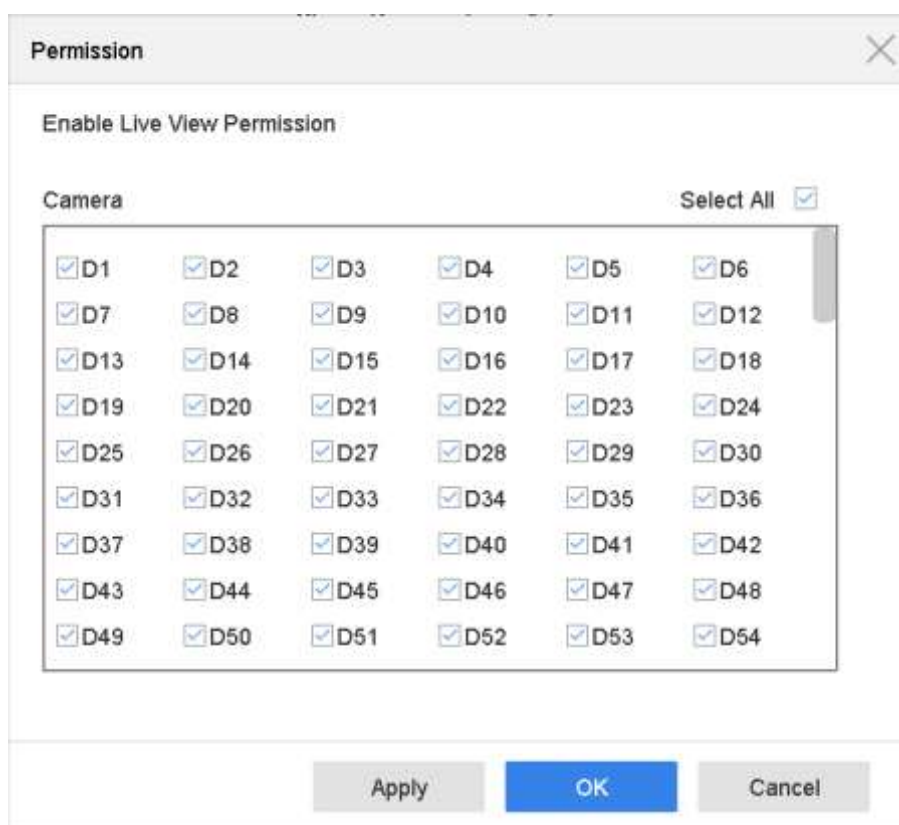 Permission
Enable Live View Permission
Camera Select All
D1 D2 D3 D4 D5 D6
D7 D8 D9 D10 D11 D12
D13 D14 D15 D16 D17 D18
D19 D20 D21 D22 D23 D24
D25 D26 D27 D28 D29 D30
D31 D32 D33 D34 D35 D36
D37 D38 D39 D40 D41 D42
D43 D44 D45 D46 D47 D48
D49 D50 D51 D52 D53 D54
Apply OK Cancel